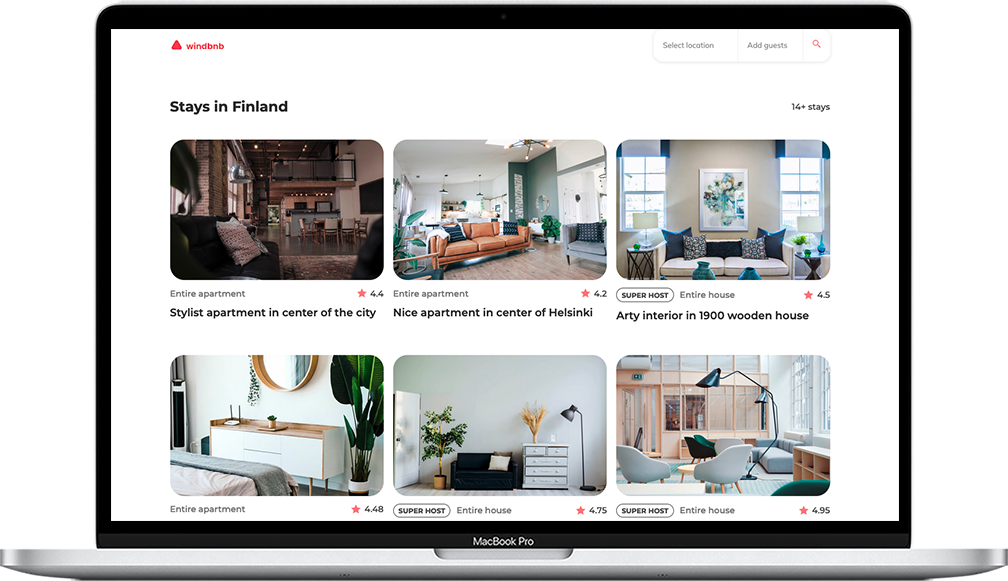 windbnb
Select location
Add guests
Stays in Finland
14+ stays
Entire apartment
4.4
Entire apartment
4.2
SUPER HOST
Entire house
4.5
Stylist apartment in center of the city
Nice apartment in center of Helsinki
Arty interior in 1900 wooden house
Entire apartment
4.48
SUPER HOST
Entire house
4.75
SUPER HOST
Entire house
4.95
MacBook Pro